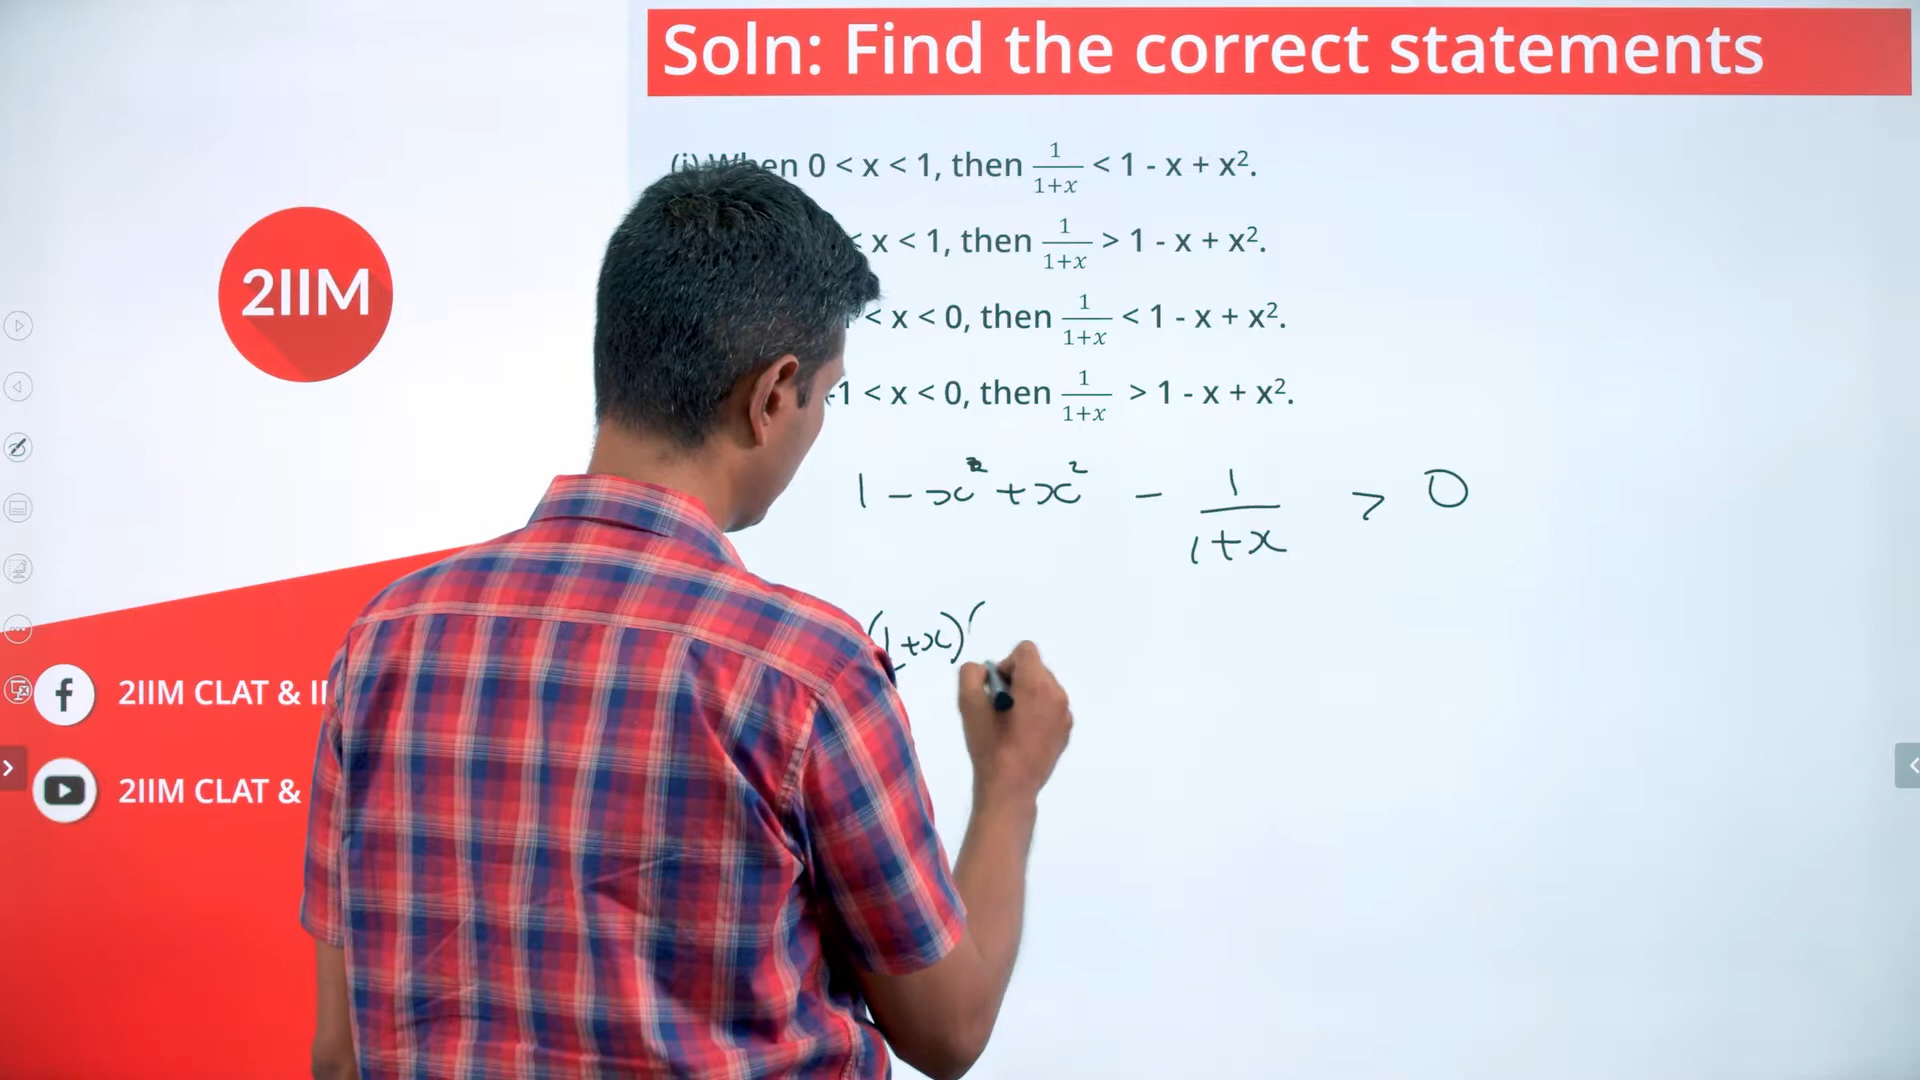 Soln: Find the correct statements
(i) When 0 < x < 1, then 1/1+x < 1 - x + x².
< x < 1, then 1/1+x > 1 - x + x².
2IIM
< x < 0, then 1/1+x < 1 - x + x².
-1 < x < 0, then 1/1+x > 1 - x + x².
1 - x + x² - 1/1+x > 0
(1+x)(
2IIM CLAT &
2IIM CLAT &